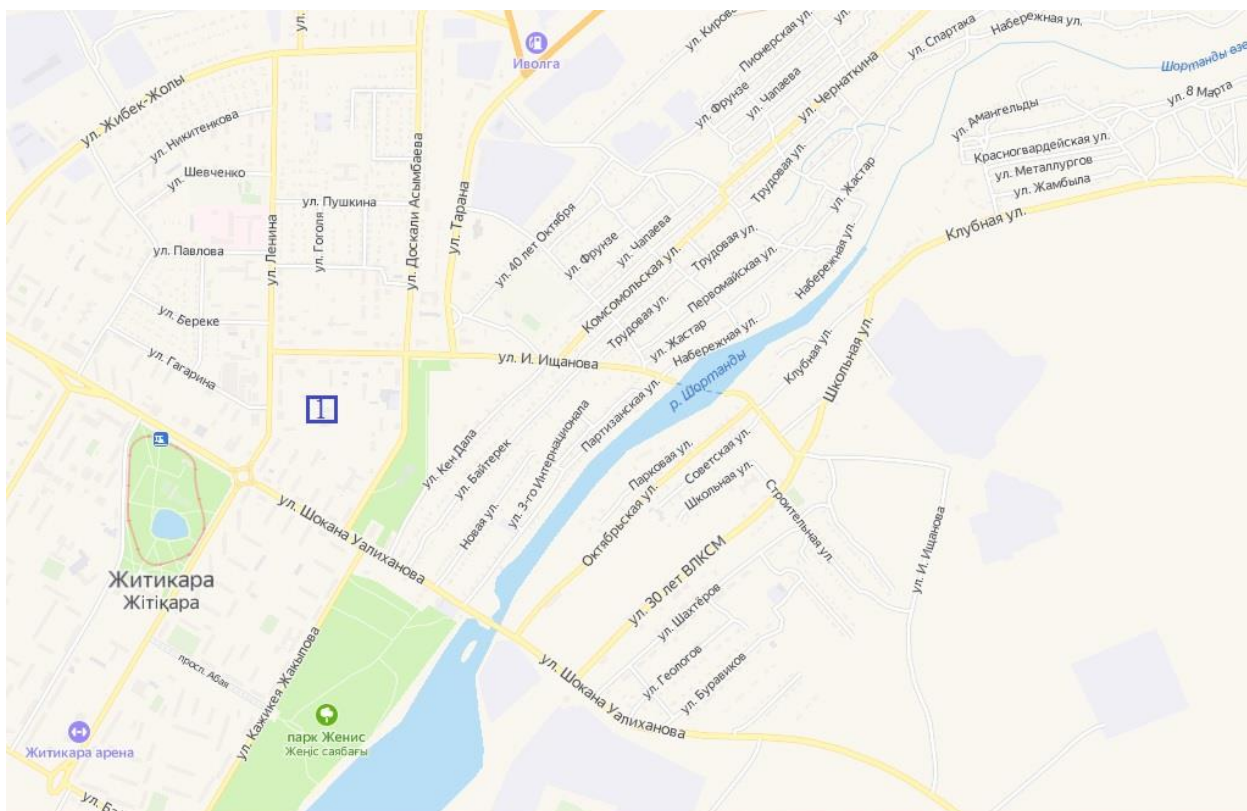 ул. Кирова
Пионерская ул.
ул. Спартака
Набережная ул.
Иволга
Шортанды өзе
ул. Жибек-Жолы
ул. Никитенкова
ул. Фрунзе
ул. Чапаева
ул. Чернаткина
ул. 8 Марта
ул. Амангельды
Красногвардейская ул.
ул. Металлургов
ул. Жамбыла
Шевченко
ул.
ул. Пушкина
ул. Гоголя
ул. Ленина
ул. Доскали Асымбаева
ул. Тарана
ул. 40 лет Октября
ул. Фрунзе
ул. Чапаева
Трудовая ул.
ул. Жастар
Клубная ул.
ул. Павлова
Комсомольская ул.
Трудовая ул.
Первомайская ул.
Набережная ул.
ул. Береке
Трудовая ул.
ул. Жастар
Набережная ул.
ул. Гагарина
ул. И. Ищанова
р. Шортанды
Клубная ул.
Школьная ул.
1
Партизанская ул.
ул. Кен Дала
ул. Байтерек
Новая ул.
ул. 3-го Интернационала
Парковая ул.
Советская ул.
Школьная ул.
Октябрьская ул.
Строительная ул.
ул. Шокана Уалиханова
ул. И. Ищанова
Житикара
Жітіқара
ул. 30 лет ВЛКСМ
ул. Шахтёров
ул. Геологов
ул. Буравиков
ул. Шокана Уалиханова
просп. Абая
ул. Кажикея Жакыпова
парк Женис
Жеңіс саябағы
Житикара арена